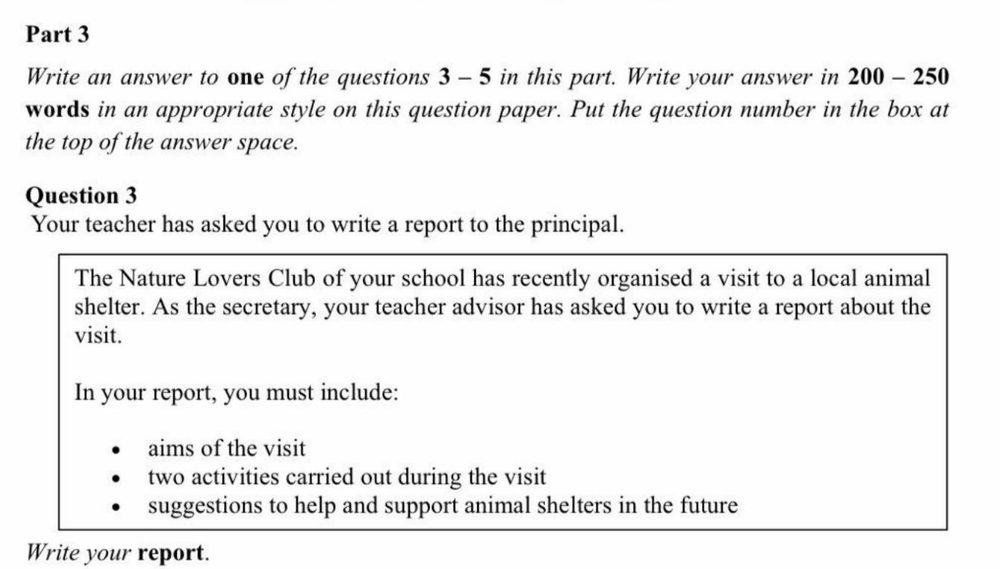 Part 3
Write an answer to one of the questions 3 – 5 in this part. Write your answer in 200 – 250
words in an appropriate style on this question paper. Put the question number in the box at
the top of the answer space.
Question 3
Your teacher has asked you to write a report to the principal.
The Nature Lovers Club of your school has recently organised a visit to a local animal
shelter. As the secretary, your teacher advisor has asked you to write a report about the
visit.
In your report, you must include:
• aims of the visit
• two activities carried out during the visit
• suggestions to help and support animal shelters in the future
Write your report.